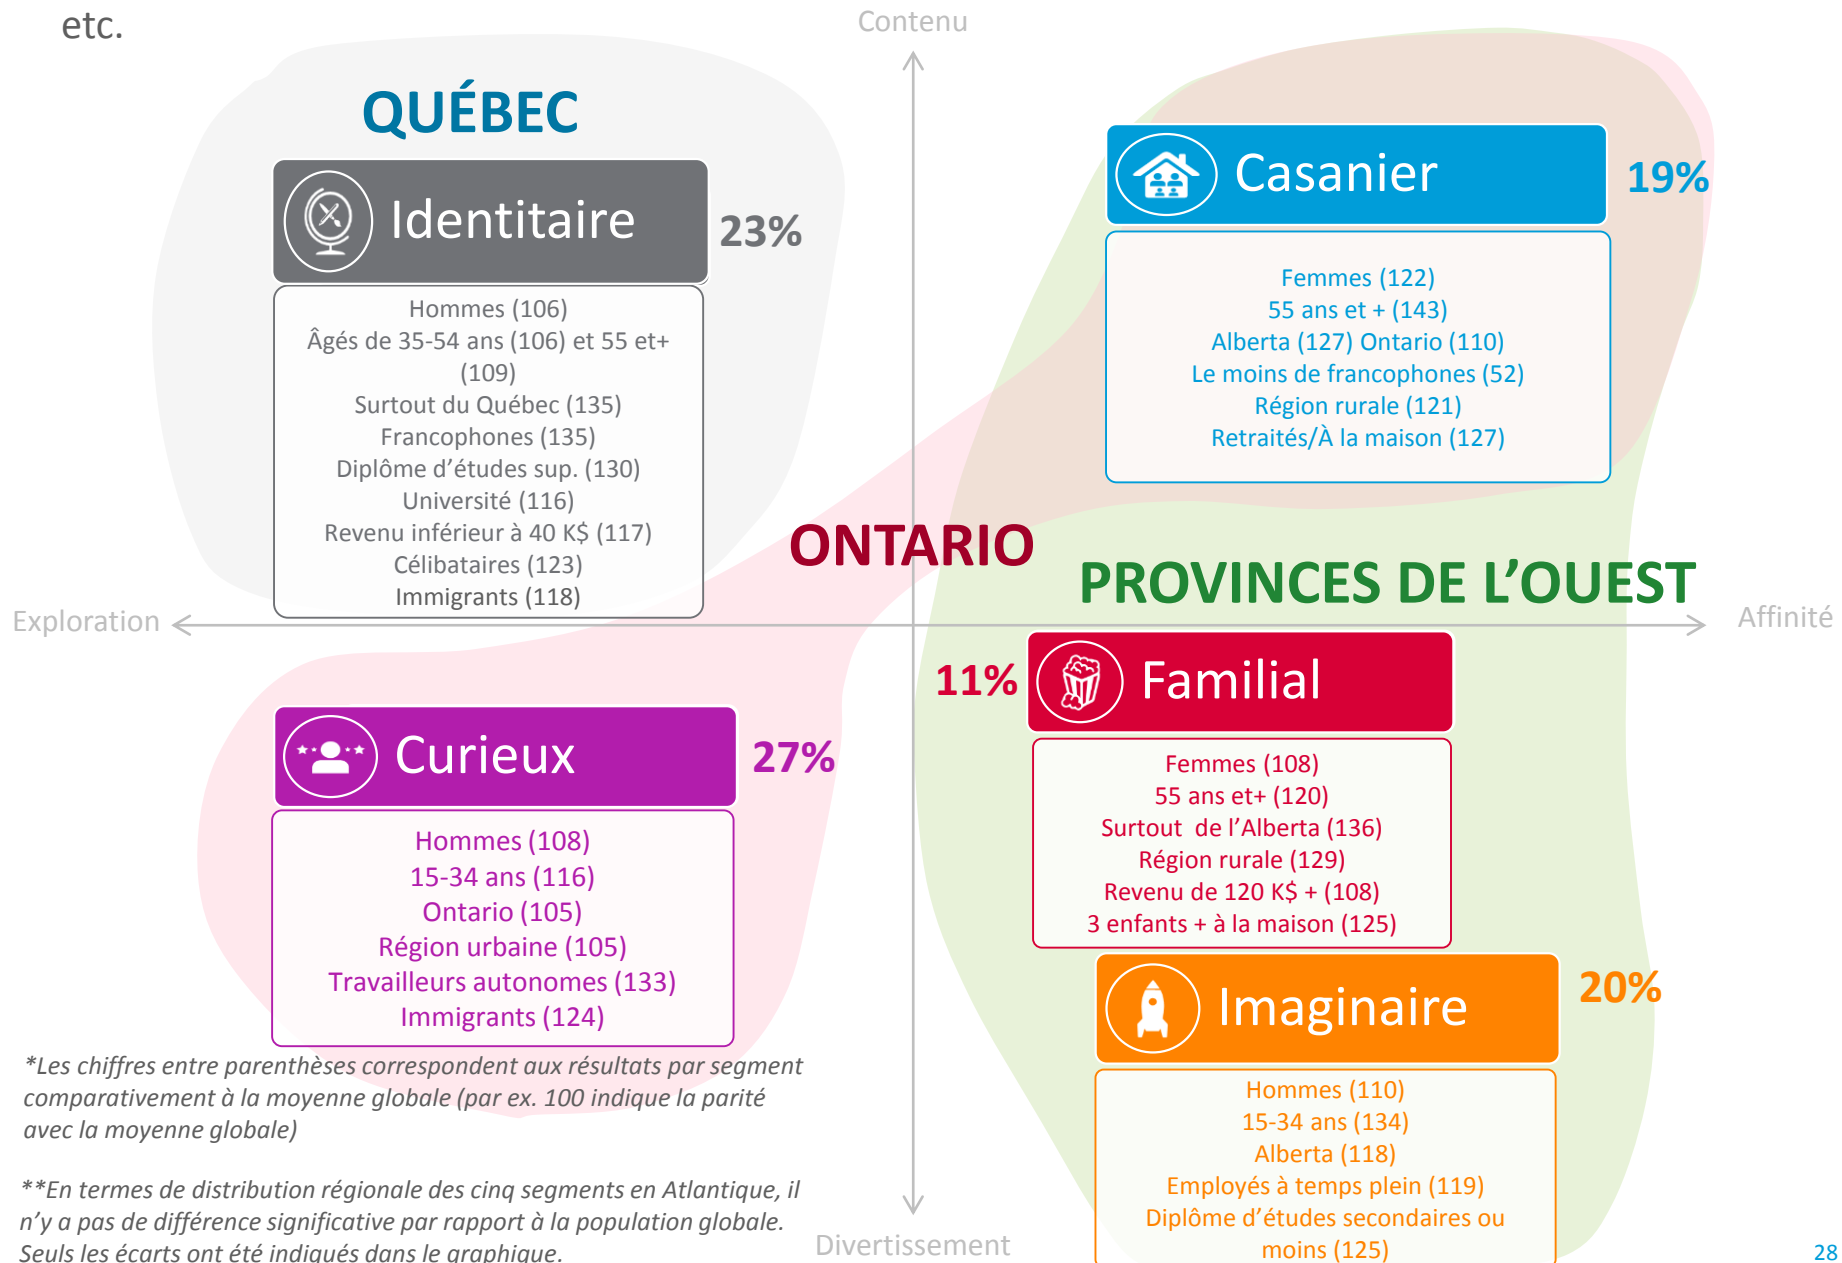 etc.
Contenu
QUÉBEC
Identitaire
23%
Hommes (106)
Âgés de 35-54 ans (106) et 55 et+
(109)
Surtout du Québec (135)
Francophones (135)
Diplôme d'études sup. (130)
Université (116)
Revenu inférieur à 40 K$ (117)
Célibataires (123)
Immigrants (118)
Casanier
19%
Femmes (122)
55 ans et + (143)
Alberta (127) Ontario (110)
Le moins de francophones (52)
Région rurale (121)
Retraités/À la maison (127)
ONTARIO
PROVINCES DE L'OUEST
Exploration
Affinité
Curieux
27%
Hommes (108)
15-34 ans (116)
Ontario (105)
Région urbaine (105)
Travailleurs autonomes (133)
Immigrants (124)
11%
Familial
Femmes (108)
55 ans et+ (120)
Surtout  de l'Alberta (136)
Région rurale (129)
Revenu de 120 K$ + (108)
3 enfants + à la maison (125)
Imaginaire
20%
Hommes (110)
15-34 ans (134)
Alberta (118)
Employés à temps plein (119)
Diplôme d'études secondaires ou
moins (125)
*Les chiffres entre parenthèses correspondent aux résultats par segment
comparativement à la moyenne globale (par ex. 100 indique la parité
avec la moyenne globale)
**En termes de distribution régionale des cinq segments en Atlantique, il
n'y a pas de différence significative par rapport à la population globale.
Seuls les écarts ont été indiqués dans le graphique.
Divertissement
28